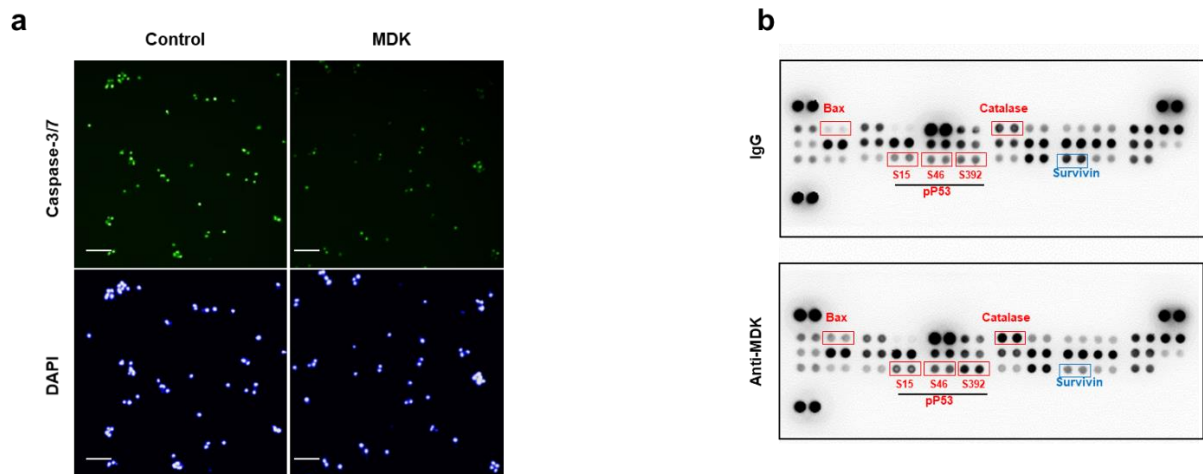 a
Control MDK
Caspase-3/7
DAPI
b
IgG
Bax Catalase
S15 S46 S392 Survivin
pP53
Anti-MDK
Bax Catalase
S15 S46 S392 Survivin
pP53